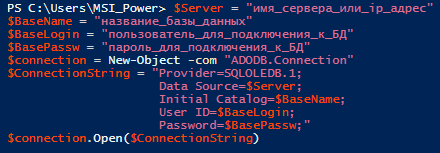 PS C:\Users\MSI_Power> $Server = "имя_сервера_или_ip_адрес"
$BaseName = "название_базы_данных"
$BaseLogin = "пользователь_для_подключения_к_БД"
$BasePassw = "пароль_для_подключения_к_БД"
$connection = New-Object -com "ADODB.Connection"
$ConnectionString = "Provider=SQLOLEDB.1;
Data Source=$Server;
Initial Catalog=$BaseName;
User ID=$BaseLogin;
Password=$BasePassw;"
$connection.Open($ConnectionString)